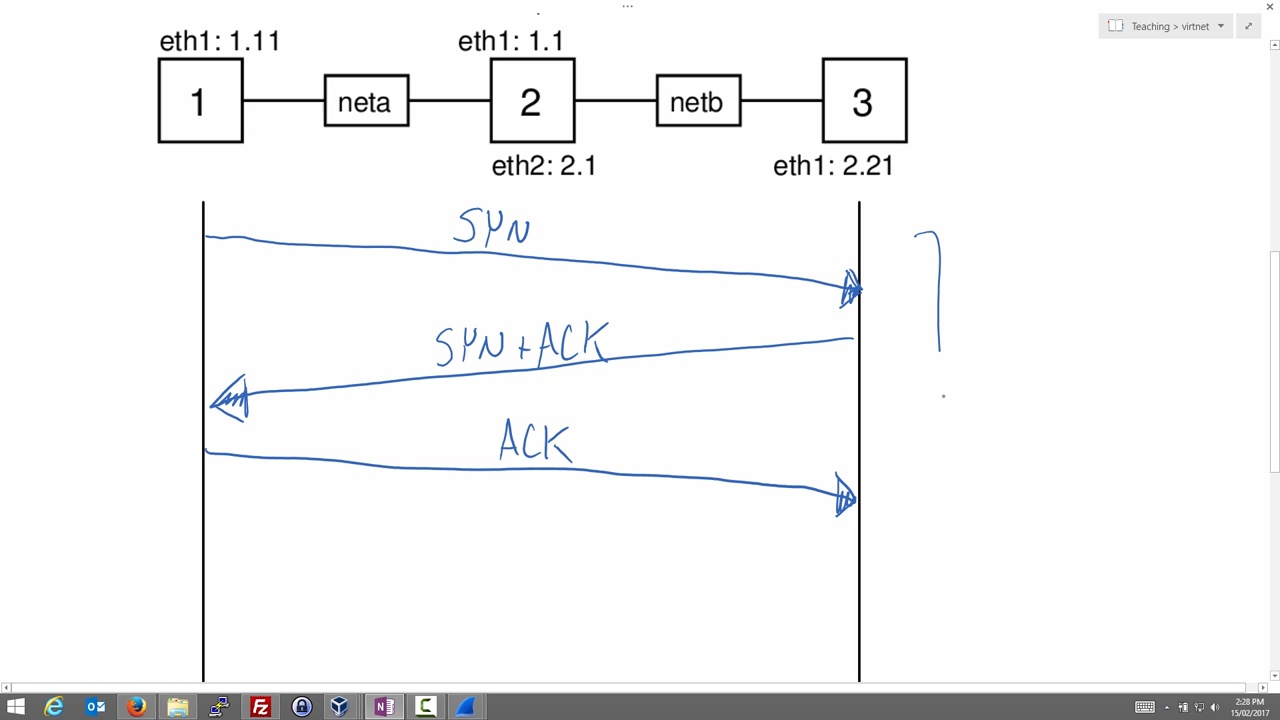 Teaching > virtnet
eth1: 1.11
eth1: 1.1
1
neta
2
netb
3
eth2: 2.1
eth1: 2.21
SYN
SYN + ACK
ACK
2:28 PM
15/02/2017